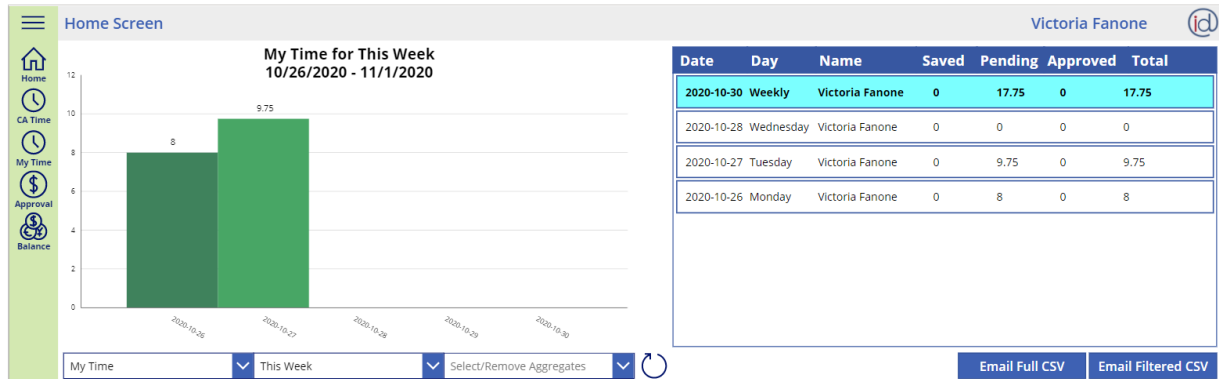 Home Screen
Victoria Fanone
id
Home
CA Time
My Time
Approval
Balance
My Time for This Week
10/26/2020 - 11/1/2020
12
10
8
6
4
2
0
8
9.75
2020-10-26
2020-10-27
2020-10-28
2020-10-29
2020-10-30
My Time
This Week
Select/Remove Aggregates
Date Day Name Saved Pending Approved Total
2020-10-30 Weekly Victoria Fanone 0 17.75 0 17.75
2020-10-28 Wednesday Victoria Fanone 0 0 0 0
2020-10-27 Tuesday Victoria Fanone 0 9.75 0 9.75
2020-10-26 Monday Victoria Fanone 0 8 0 8
Email Full CSV
Email Filtered CSV